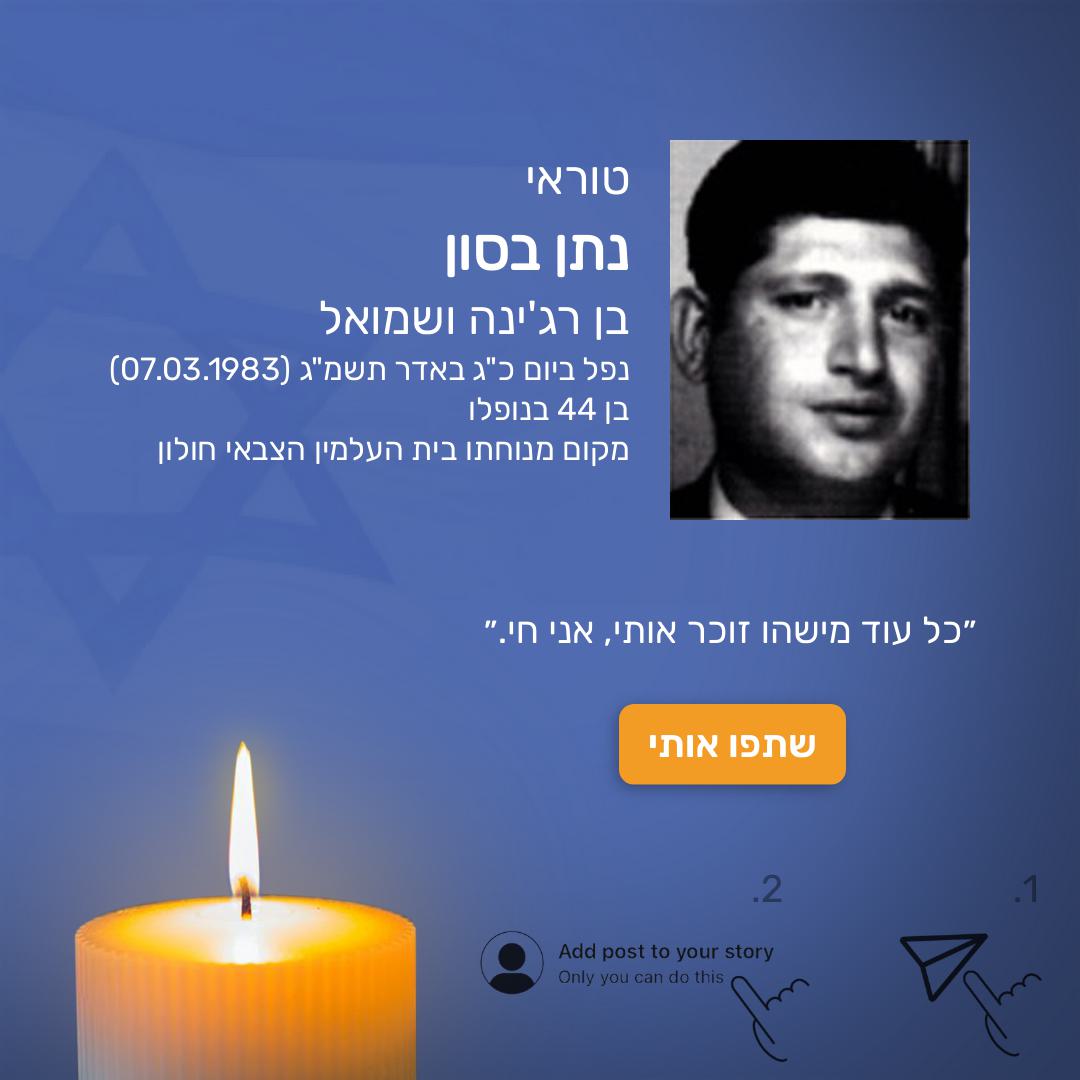 טוראי
נתן בסון
בן רג'ינה ושמואל
נפל ביום כ"ג באדר תשמ"ג (07.03.1983)
בן 44 בנופלו
מקום מנוחתו בית העלמין הצבאי חולון
״כל עוד מישהו זוכר אותי, אני חי.״
שתפו אותי
.1
.2
Add post to your story
Only you can do this